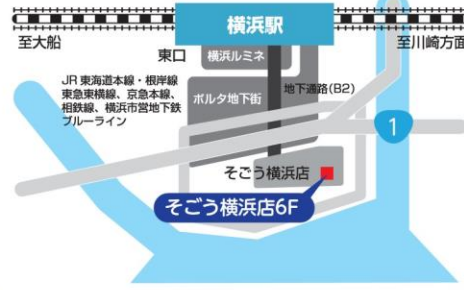 横浜駅
至大船
至川崎方面
東口
横浜ルミネ
JR 東海道本線・根岸線
東急東横線、京急本線、
相鉄線、横浜市営地下鉄
ブルーライン
ポルタ地下街
地下通路(B2)
1
そごう横浜店
そごう横浜店6F